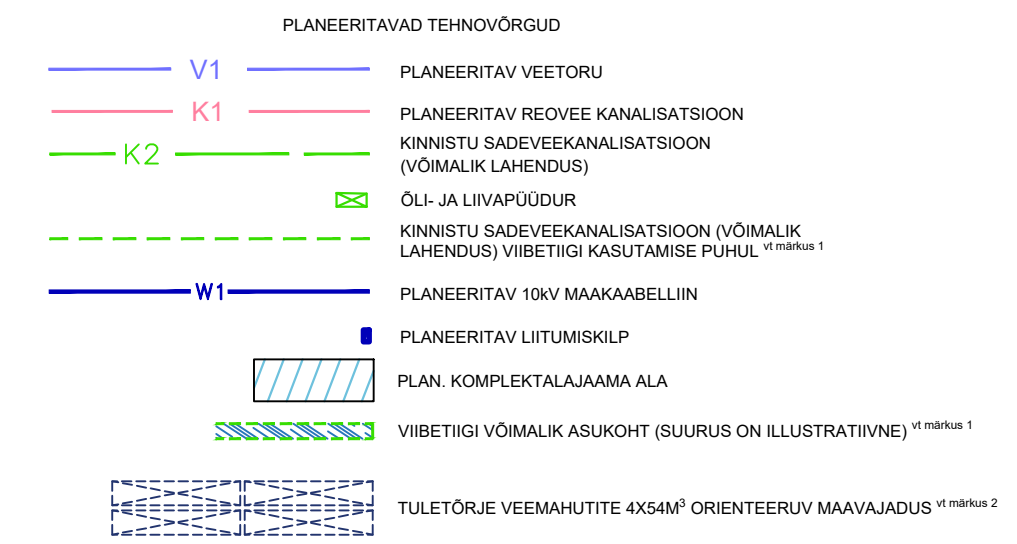 PLANEERITAVAD TEHNOVÕRGUD
V1 PLANEERITAV VEETORU
K1 PLANEERITAV REOVEE KANALISATSIOON
K2 KINNISTU SADEVEEKANALISATSIOON
(VÕIMALIK LAHENDUS)
ÕLI- JA LIIVAPÜÜDUR
KINNISTU SADEVEEKANALISATSIOON (VÕIMALIK
LAHENDUS) VIIBETIIGI KASUTAMISE PUHUL vt märkus 1
W1 PLANEERITAV 10kV MAAKAABELLIIN
PLANEERITAV LIITUMISKILP
PLAN. KOMPLEKTALAJAAMA ALA
VIIBETIIGI VÕIMALIK ASUKOHT (SUURUS ON ILLUSTRATIIVNE) vt märkus 1
TULETÕRJE VEEMAHUTITE 4X54M³ ORIENTEERUV MAAVAJADUS vt märkus 2